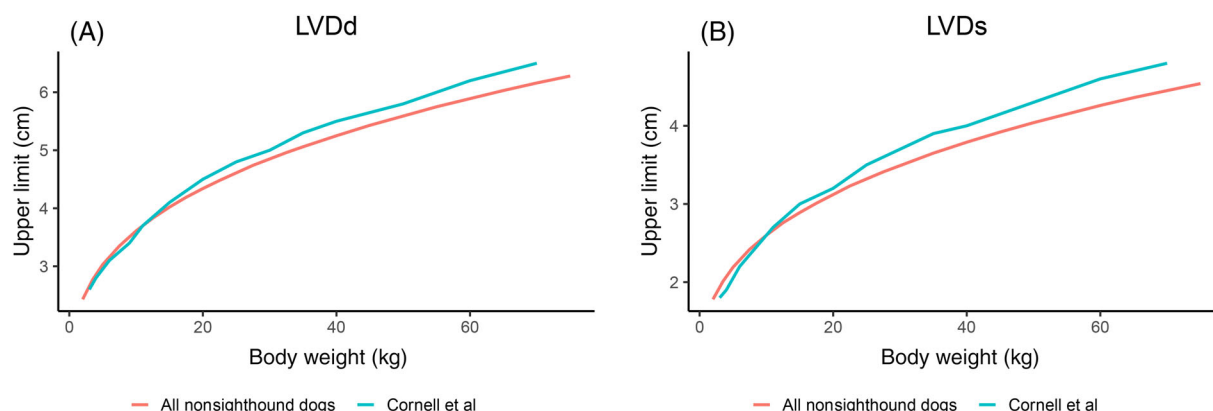 (A) LVDd
Upper limit (cm)
6
5
4
3
0 20 40 60
Body weight (kg)
All nonsighthound dogs Cornell et al
(B) LVDs
Upper limit (cm)
4
3
2
0 20 40 60
Body weight (kg)
All nonsighthound dogs Cornell et al